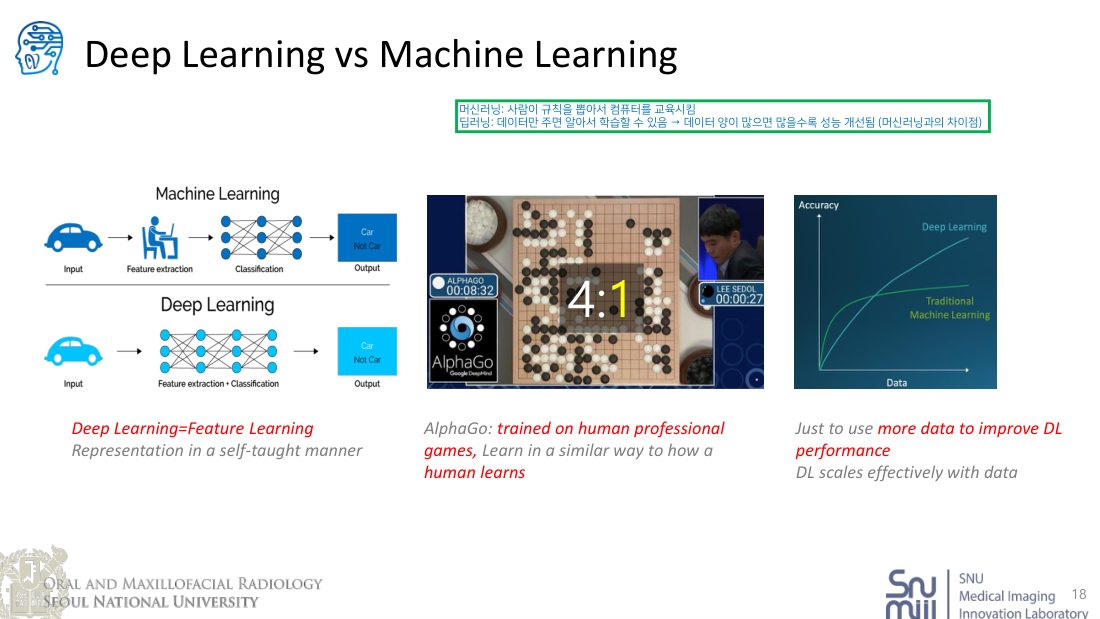 Deep Learning vs Machine Learning
머신러닝: 사람이 규칙을 뽑아서 컴퓨터를 교육시킴
딥러닝: 데이터만 주면 알아서 학습할 수 있음 → 데이터 양이 많으면 많을수록 성능 개선됨 (머신러닝과의 차이점)
Machine Learning
Car
Not Car
Input
Feature extraction
Classification
Output
Deep Learning
Car
Not Car
Input
Feature extraction + Classification
Output
ALPHAGO
00:08:32
4:1
LEE SEDOL
00:00:27
AlphaGo
Google DeepMind
Accuracy
Deep Learning
Traditional
Machine Learning
Data
Deep Learning=Feature Learning
Representation in a self-taught manner
AlphaGo: trained on human professional
games, Learn in a similar way to how a
human learns
Just to use more data to improve DL
performance
DL scales effectively with data
ORAL AND MAXILLOFACIAL RADIOLOGY
SEOUL NATIONAL UNIVERSITY
SNU
miil
SNU
Medical Imaging
Innovation Laboratory
18